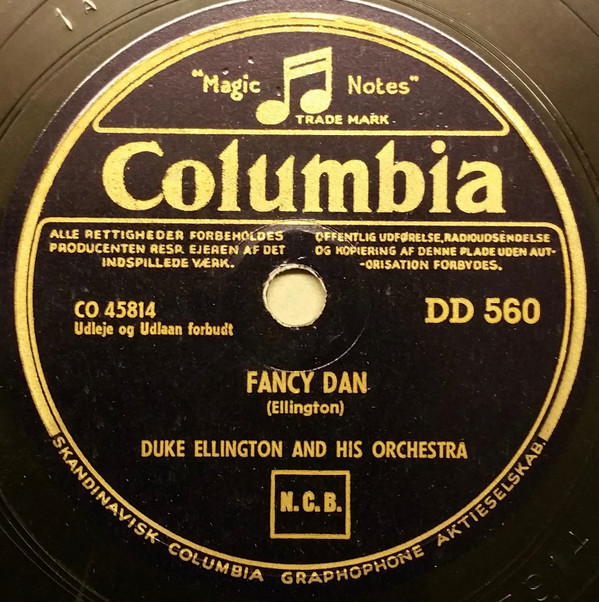 "Magic Notes"
TRADE MARK
Columbia
ALLE RETTIGHEDER FORBEHOLDES
PRODUCENTEN RESP. EJEREN AF DET
INDSPILLEDE VÆRK.
OFFENTLIG UDFØRELSE, RADIOUDSENDELSE
OG KOPIERING AF DENNE PLADE UDEN AUT-
ORISATION FORBYDES.
CO 45814
Udleje og Udlaan forbudt
DD 560
FANCY DAN
(Ellington)
DUKE ELLINGTON AND HIS ORCHESTRA
N.C.B.
SKANDINAVISK COLUMBIA GRAPHOPHONE AKTIESELSKAB.